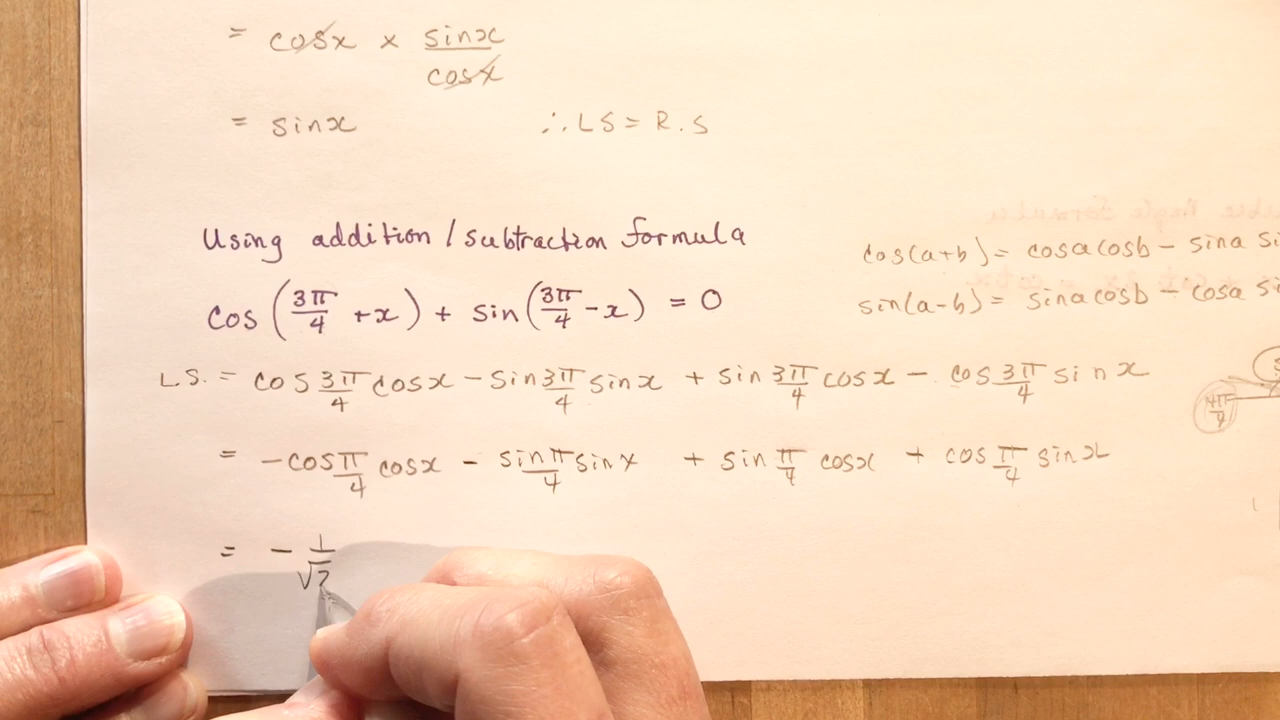 = cosx × sinx/cosx
= sinx ∴ LS = R.S
Using addition / subtraction formula
cos(a+b) = cosa cosb - sina si
cos (3π/4 + x) + sin (3π/4 - x) = 0
sin(a-b) = sina cosb - cosa si
L.S. = cos 3π/4 cosx - sin 3π/4 sinx + sin 3π/4 cosx - cos 3π/4 sinx
= -cos π/4 cosx - sin π/4 sinx + sin π/4 cosx + cos π/4 sinx
= - 1/√2